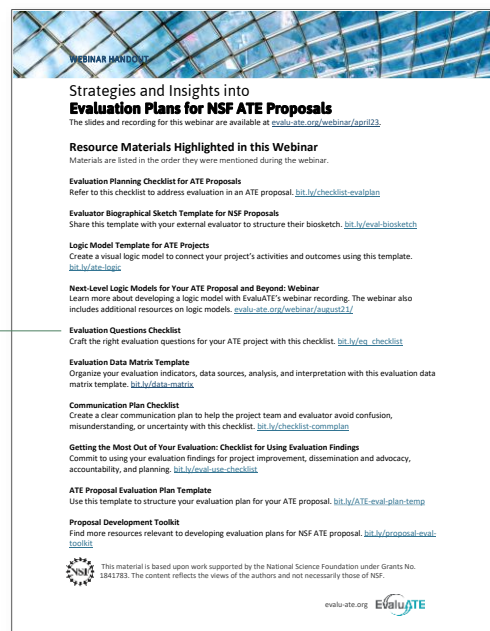 WEBINAR HANDOUT
Strategies and Insights into
Evaluation Plans for NSF ATE Proposals
The slides and recording for this webinar are available at evalu-ate.org/webinar/april23.
Resource Materials Highlighted in this Webinar
Materials are listed in the order they were mentioned during the webinar.
Evaluation Planning Checklist for ATE Proposals
Refer to this checklist to address evaluation in an ATE proposal. bit.ly/checklist-evalplan
Evaluator Biographical Sketch Template for NSF Proposals
Share this template with your external evaluator to structure their biosketch. bit.ly/eval-biosketch
Logic Model Template for ATE Projects
Create a visual logic model to connect your project's activities and outcomes using this template.
bit.ly/ate-logic
Next-Level Logic Models for Your ATE Proposal and Beyond: Webinar
Learn more about developing a logic model with EvaluATE's webinar recording. The webinar also
includes additional resources on logic models. evalu-ate.org/webinar/august21/
Evaluation Questions Checklist
Craft the right evaluation questions for your ATE project with this checklist. bit.ly/eq_checklist
Evaluation Data Matrix Template
Organize your evaluation indicators, data sources, analysis, and interpretation with this evaluation data
matrix template. bit.ly/data-matrix
Communication Plan Checklist
Create a clear communication plan to help the project team and evaluator avoid confusion,
misunderstanding, or uncertainty with this checklist. bit.ly/checklist-commplan
Getting the Most Out of Your Evaluation: Checklist for Using Evaluation Findings
Commit to using your evaluation findings for project improvement, dissemination and advocacy,
accountability, and planning. bit.ly/eval-use-checklist
ATE Proposal Evaluation Plan Template
Use this template to structure your evaluation plan for your ATE proposal. bit.ly/ATE-eval-plan-temp
Proposal Development Toolkit
Find more resources relevant to developing evaluation plans for NSF ATE proposal. bit.ly/proposal-eval-
toolkit
NSF
This material is based upon work supported by the National Science Foundation under Grants No.
1841783. The content reflects the views of the authors and not necessarily those of NSF.
evalu-ate.org EvaluATE